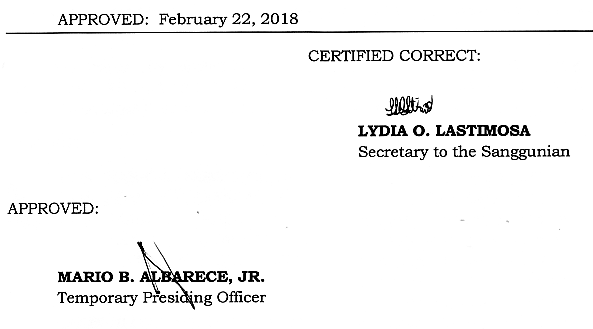 APPROVED: February 22, 2018
CERTIFIED CORRECT:
LYDIA O. LASTIMOSA
Secretary to the Sanggunian
APPROVED:
MARIO B. ALBARECE, JR.
Temporary Presiding Officer